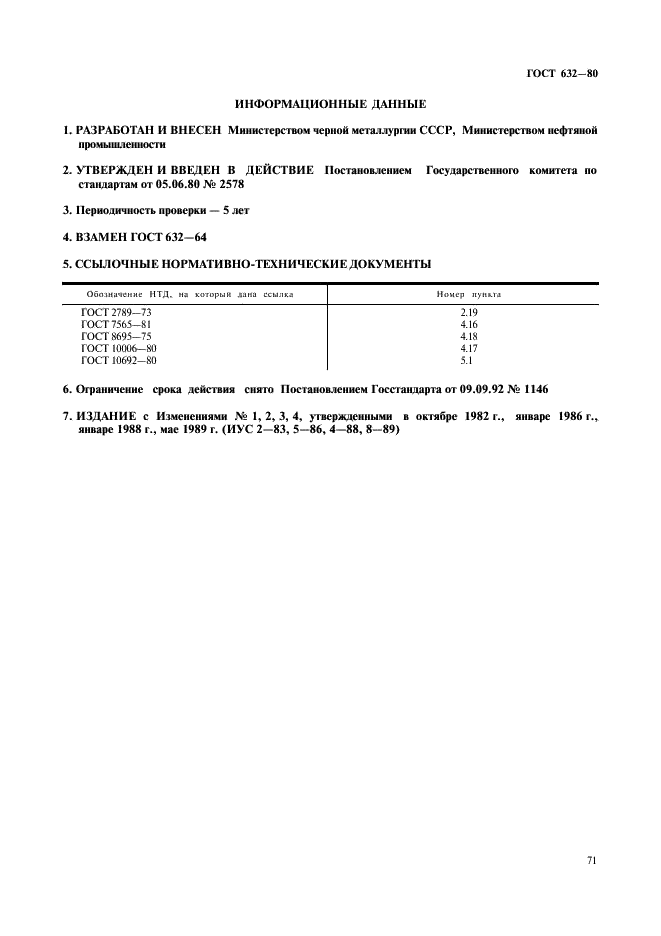 ГОСТ 632—80
ИНФОРМАЦИОННЫЕ ДАННЫЕ
1. РАЗРАБОТАН И ВНЕСЕН Министерством черной металлургии СССР, Министерством нефтяной
промышленности
2. УТВЕРЖДЕН И ВВЕДЕН В ДЕЙСТВИЕ Постановлением Государственного комитета по
стандартам от 05.06.80 № 2578
3. Периодичность проверки — 5 лет
4. ВЗАМЕН ГОСТ 632—64
5. ССЫЛОЧНЫЕ НОРМАТИВНО-ТЕХНИЧЕСКИЕ ДОКУМЕНТЫ
Обозначение НТД, на который дана ссылка Номер пункта
ГОСТ 2789—73 2.19
ГОСТ 7565—81 4.16
ГОСТ 8695—75 4.18
ГОСТ 10006—80 4.17
ГОСТ 10692—80 5.1
6. Ограничение срока действия снято Постановлением Госстандарта от 09.09.92 № 1146
7. ИЗДАНИЕ с Изменениями № 1, 2, 3, 4, утвержденными в октябре 1982 г., январе 1986 г.,
январе 1988 г., мае 1989 г. (ИУС 2—83, 5—86, 4—88, 8—89)
71